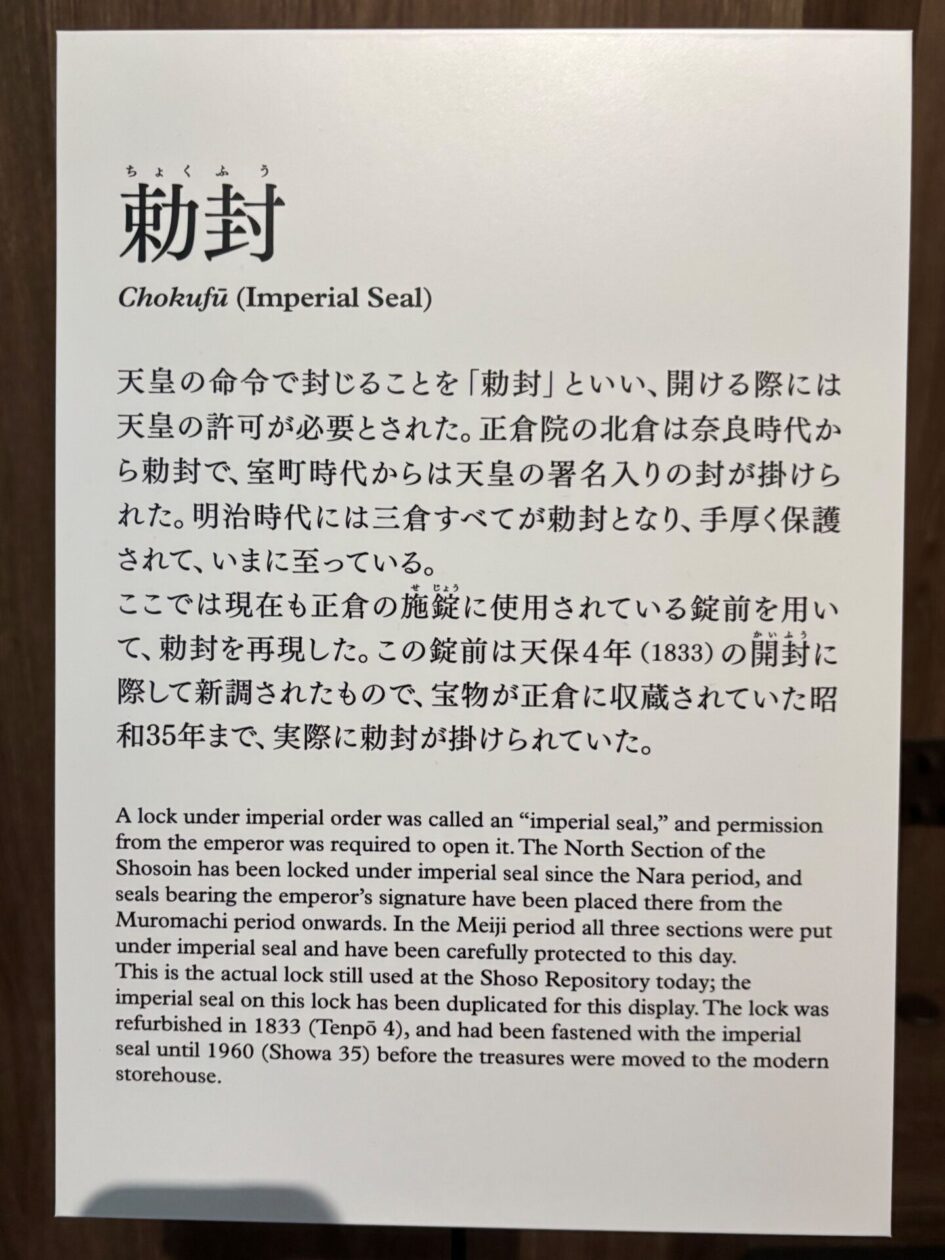 ちょくふう
勅封
Chokufū (Imperial Seal)
天皇の命令で封じることを「勅封」といい、開ける際には
天皇の許可が必要とされた。正倉院の北倉は奈良時代か
ら勅封で、室町時代からは天皇の署名入りの封が掛けら
れた。明治時代には三倉すべてが勅封となり、手厚く保護
されて、いまに至っている。
せじょう
ここでは現在も正倉の施錠に使用されている錠前を用い
かいふう
て、勅封を再現した。この錠前は天保4年(1833)の開封に
際して新調されたもので、宝物が正倉に収蔵されていた昭
和35年まで、実際に勅封が掛けられていた。
A lock under imperial order was called an “imperial seal,” and permission
from the emperor was required to open it. The North Section of the
Shosoin has been locked under imperial seal since the Nara period, and
seals bearing the emperor’s signature have been placed there from the
Muromachi period onwards. In the Meiji period all three sections were put
under imperial seal and have been carefully protected to this day.
This is the actual lock still used at the Shoso Repository today; the
imperial seal on this lock has been duplicated for this display. The lock was
refurbished in 1833 (Tenpō 4), and had been fastened with the imperial
seal until 1960 (Showa 35) before the treasures were moved to the modern
storehouse.